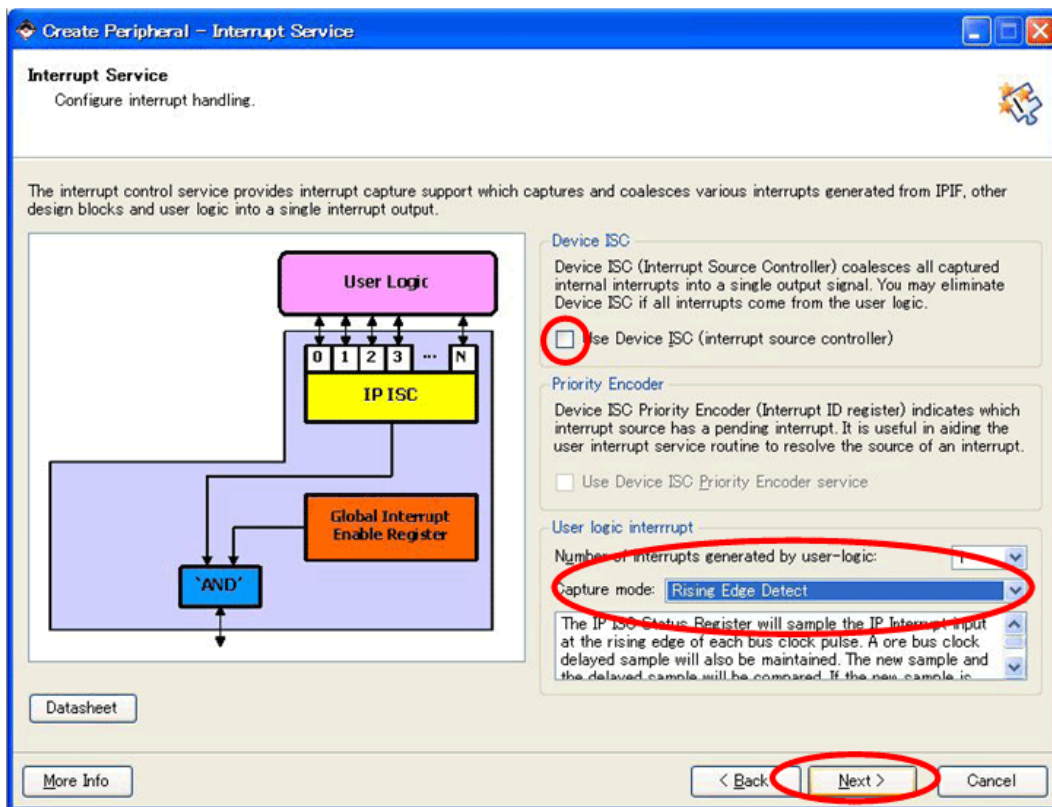 Create Peripheral - Interrupt Service
Interrupt Service
Configure interrupt handling.
The interrupt control service provides interrupt capture support which captures and coalesces various interrupts generated from IPIF, other
design blocks and user logic into a single interrupt output.
User Logic
0 1 2 3 ... N
IP ISC
Global Interrupt
Enable Register
`AND'
Device ISC
Device ISC (Interrupt Source Controller) coalesces all captured
internal interrupts into a single output signal. You may eliminate
Device ISC if all interrupts come from the user logic.
Use Device ISC (interrupt source controller)
Priority Encoder
Device ISC Priority Encoder (Interrupt ID register) indicates which
interrupt source has a pending interrupt. It is useful in aiding the
user interrupt service routine to resolve the source of an interrupt.
Use Device ISC Priority Encoder service
User logic interrrupt
Number of interrupts generated by user-logic:
Capture mode: Rising Edge Detect
The IP ISC Status Register will sample the IP Interrupt input
at the rising edge of each bus clock pulse. A ore bus clock
delayed sample will also be maintained. The new sample and
the delayed sample will be compared. If the new sample is
Datasheet
More Info
< Back
Next >
Cancel